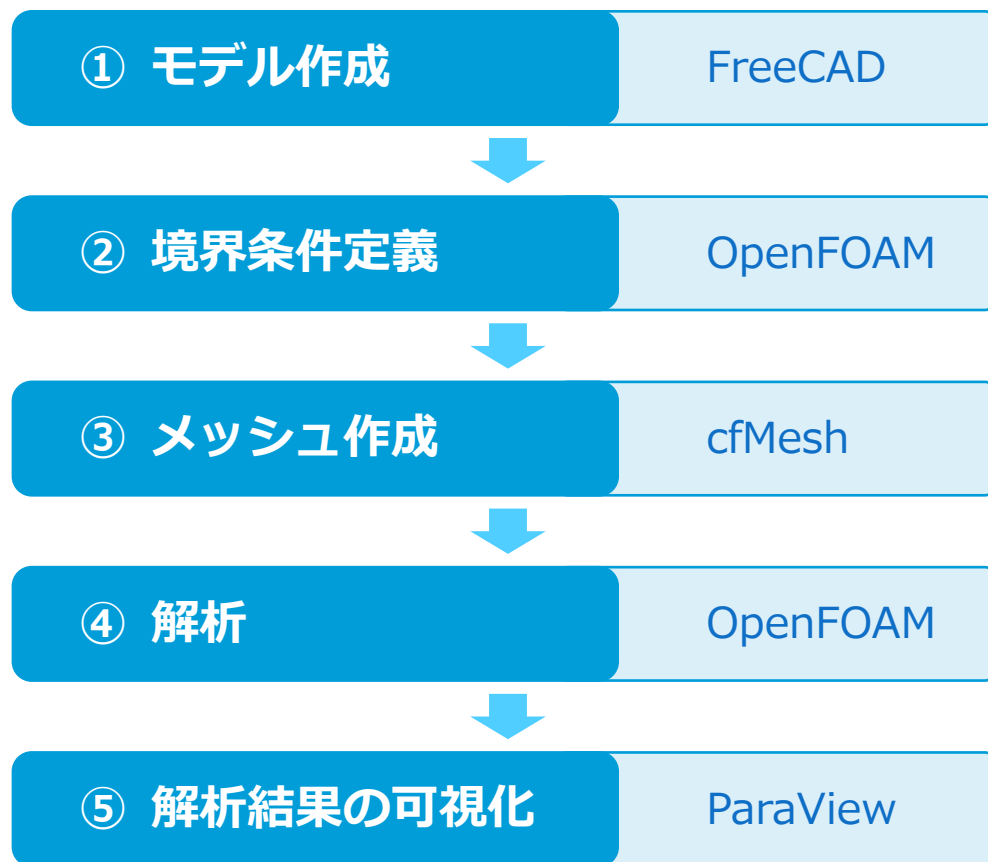 ① モデル作成 FreeCAD
② 境界条件定義 OpenFOAM
③ メッシュ作成 cfMesh
④ 解析 OpenFOAM
⑤ 解析結果の可視化 ParaView